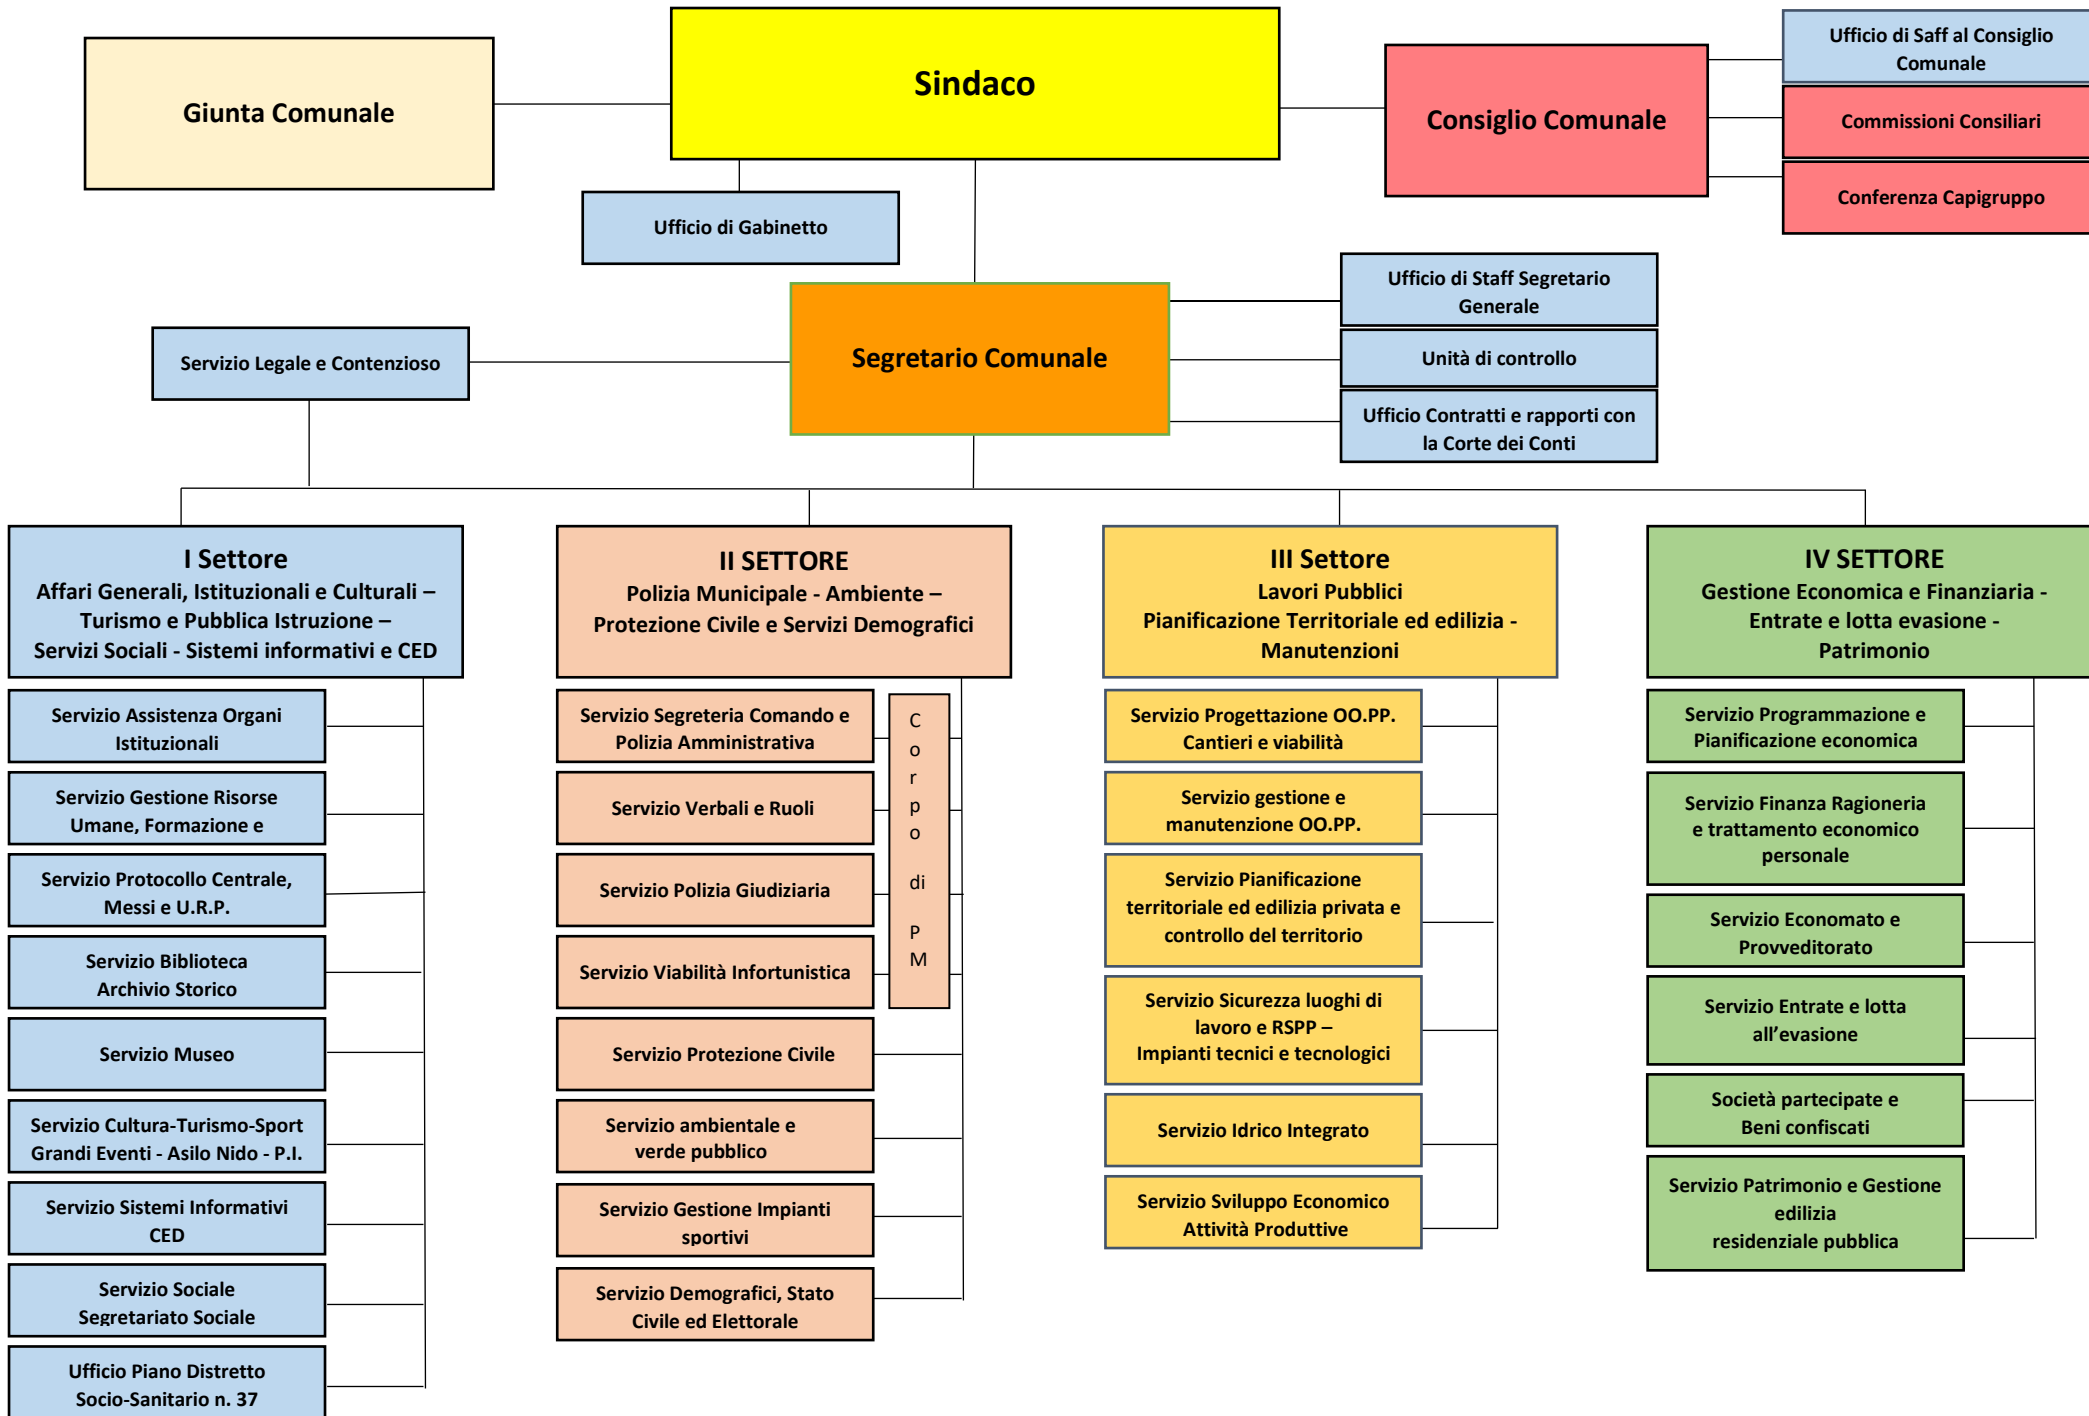 Giunta Comunale
Sindaco
Consiglio Comunale
Ufficio di Saff al Consiglio
Comunale
Commissioni Consiliari
Conferenza Capigruppo
Ufficio di Gabinetto
Servizio Legale e Contenzioso
Segretario Comunale
Ufficio di Staff Segretario
Generale
Unità di controllo
Ufficio Contratti e rapporti con
la Corte dei Conti
I Settore
Affari Generali, Istituzionali e Culturali –
Turismo e Pubblica Istruzione –
Servizi Sociali - Sistemi informativi e CED
Servizio Assistenza Organi
Istituzionali
Servizio Gestione Risorse
Umane, Formazione e
Servizio Protocollo Centrale,
Messi e U.R.P.
Servizio Biblioteca
Archivio Storico
Servizio Museo
Servizio Cultura-Turismo-Sport
Grandi Eventi - Asilo Nido - P.I.
Servizio Sistemi Informativi
CED
Servizio Sociale
Segretariato Sociale
Ufficio Piano Distretto
Socio-Sanitario n. 37
II SETTORE
Polizia Municipale - Ambiente –
Protezione Civile e Servizi Demografici
Servizio Segreteria Comando e
Polizia Amministrativa
Servizio Verbali e Ruoli
Servizio Polizia Giudiziaria
Servizio Viabilità Infortunistica
Servizio Protezione Civile
Servizio ambientale e
verde pubblico
Servizio Gestione Impianti
sportivi
Servizio Demografici, Stato
Civile ed Elettorale
C
o
r
p
o
di
P
M
III Settore
Lavori Pubblici
Pianificazione Territoriale ed edilizia -
Manutenzioni
Servizio Progettazione OO.PP.
Cantieri e viabilità
Servizio gestione e
manutenzione OO.PP.
Servizio Pianificazione
territoriale ed edilizia privata e
controllo del territorio
Servizio Sicurezza luoghi di
lavoro e RSPP –
Impianti tecnici e tecnologici
Servizio Idrico Integrato
Servizio Sviluppo Economico
Attività Produttive
IV SETTORE
Gestione Economica e Finanziaria -
Entrate e lotta evasione -
Patrimonio
Servizio Programmazione e
Pianificazione economica
Servizio Finanza Ragioneria
e trattamento economico
personale
Servizio Economato e
Provveditorato
Servizio Entrate e lotta
all’evasione
Società partecipate e
Beni confiscati
Servizio Patrimonio e Gestione
edilizia
residenziale pubblica